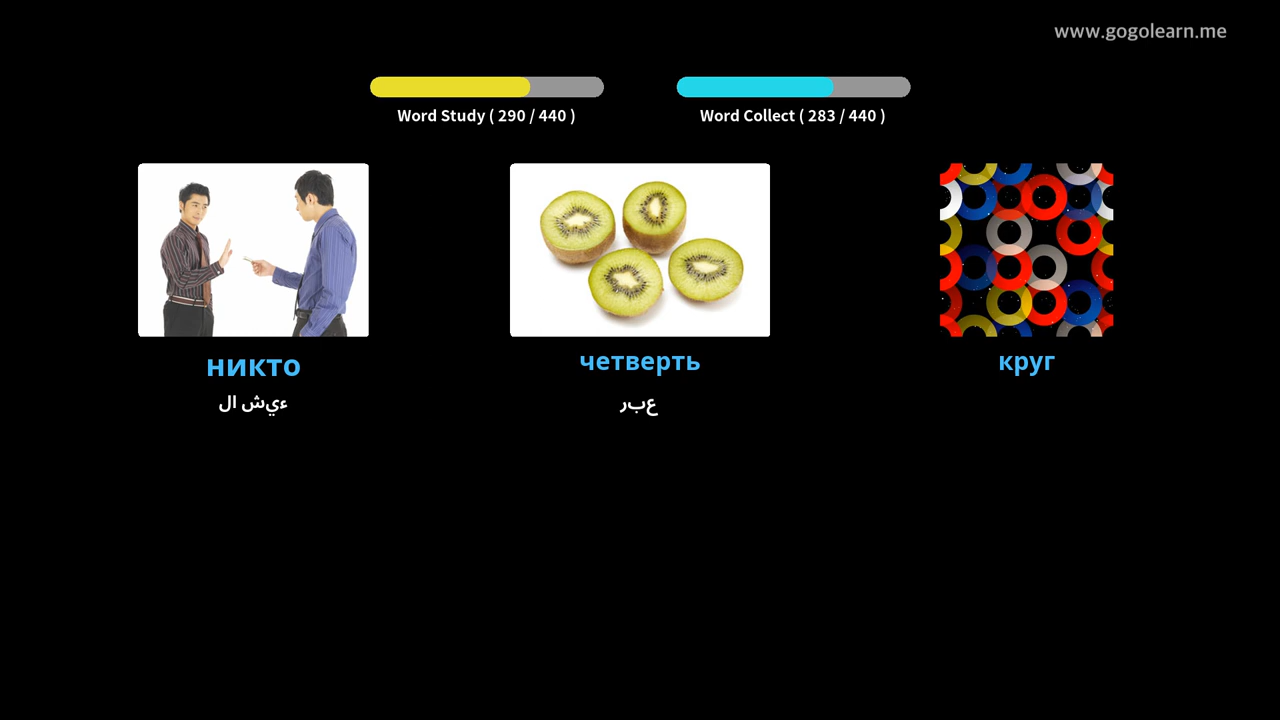 www.gogolearn.me
Word Study ( 290 / 440 )
Word Collect ( 283 / 440 )
никто
четверть
круг
ءيش ال
عبر